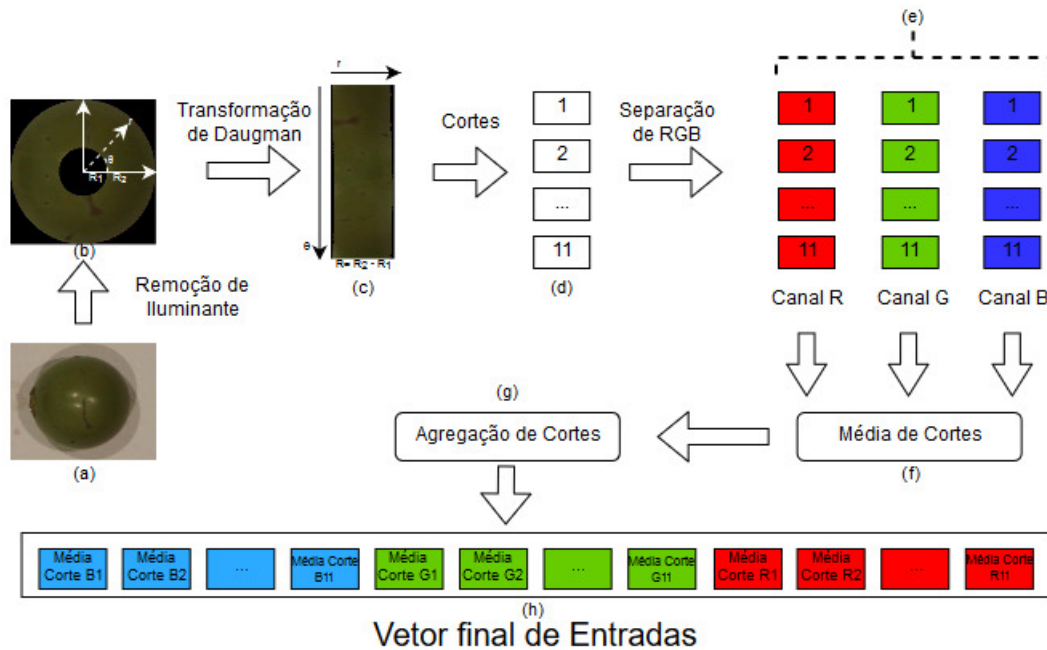 (e)
r
Transformação
de Daugman
Cortes
Separação
de RGB
1
2
...
11
1
2
...
11
1
2
...
11
1
2
...
11
r
θ
R1 R2
(b)
θ
R= R2 - R1
(c)
(d)
Canal R
Canal G
Canal B
Remoção de
Iluminante
(a)
(g)
Agregação de Cortes
Média de Cortes
(f)
Média
Corte B1
Média
Corte B2
...
Média Corte
B11
Média
Corte G1
Média
Corte G2
...
Média Corte
G11
Média
Corte R1
Média
Corte R2
...
Média Corte
R11
(h)
Vetor final de Entradas